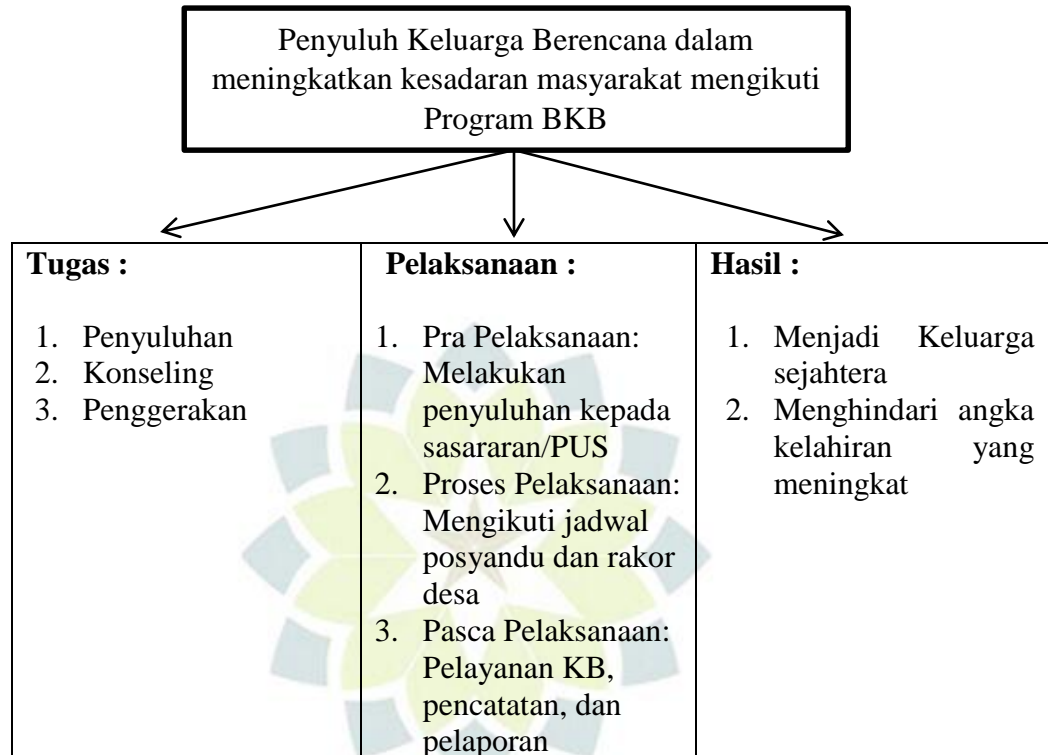 Penyuluh Keluarga Berencana dalam
meningkatkan kesadaran masyarakat mengikuti
Program BKB
Tugas :
1. Penyuluhan
2. Konseling
3. Penggerakan
Pelaksanaan :
1. Pra Pelaksanaan:
Melakukan
penyuluhan kepada
sasararan/PUS
2. Proses Pelaksanaan:
Mengikuti jadwal
posyandu dan rakor
desa
3. Pasca Pelaksanaan:
Pelayanan KB,
pencatatan, dan
pelaporan
Hasil :
1. Menjadi Keluarga
sejahtera
2. Menghindari angka
kelahiran yang
meningkat